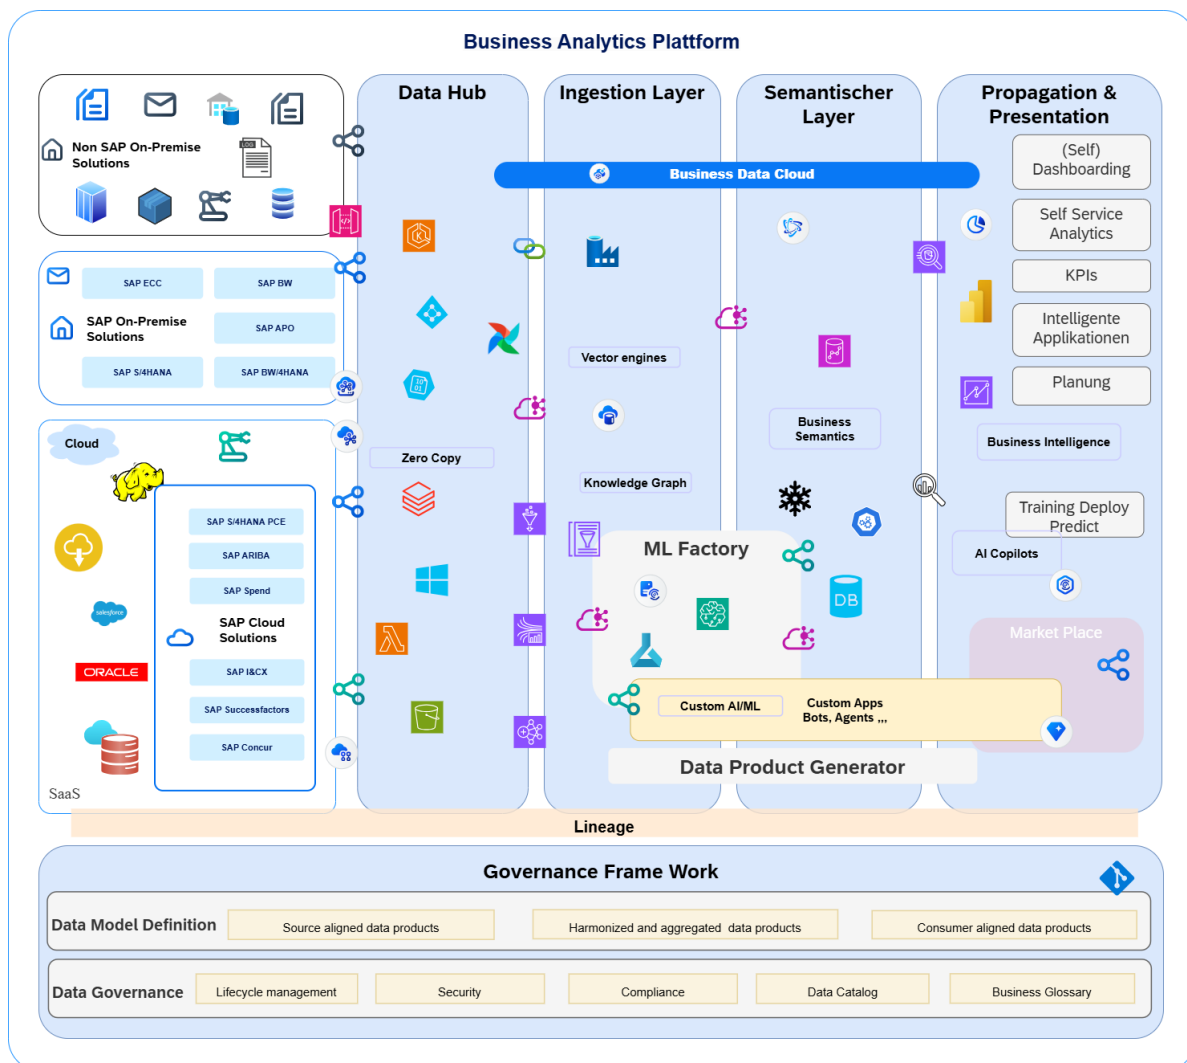 Business Analytics Plattform
Non SAP On-Premise
Solutions
LOG
SAP ECC
SAP BW
SAP On-Premise
Solutions
SAP APO
SAP S/4HANA
SAP BW/4HANA
Cloud
SAP S/4HANA PCE
SAP ARIBA
SAP Spend
salesforce
SAP Cloud
Solutions
ORACLE
SAP I&CX
SAP Successfactors
SAP Concur
SaaS
Data Hub
K
10
01
Zero Copy
Ingestion Layer
Business Data Cloud
Vector engines
Knowledge Graph
ML Factory
Semantischer
Layer
Business
Semantics
DB
Custom AI/ML
Custom Apps
Bots, Agents ,,,
Data Product Generator
Propagation &
Presentation
(Self)
Dashboarding
Self Service
Analytics
KPIs
Intelligente
Applikationen
Planung
Business Intelligence
Training Deploy
Predict
AI Copilots
Market Place
Lineage
Governance Frame Work
Data Model Definition
Source aligned data products
Harmonized and aggregated  data products
Consumer aligned data products
Data Governance
Lifecycle management
Security
Compliance
Data Catalog
Business Glossary